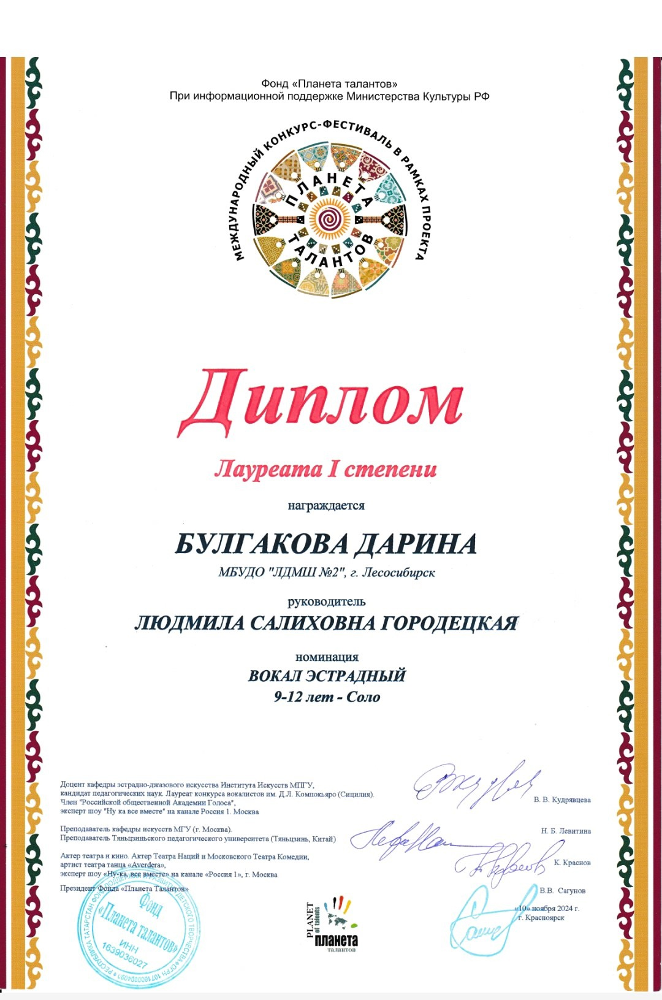 Фонд «Планета талантов»
При информационной поддержке Министерства Культуры РФ
МЕЖДУНАРОДНЫЙ КОНКУРС-ФЕСТИВАЛЬ В РАМКАХ ПРОЕКТА
ПЛАНЕТА
ТАЛАНТОВ
Диплом
Лауреата I степени
награждается
БУЛГАКОВА ДАРИНА
МБУДО "ЛДМШ №2", г. Лесосибирск
руководитель
ЛЮДМИЛА САЛИХОВНА ГОРОДЕЦКАЯ
номинация
ВОКАЛ ЭСТРАДНЫЙ
9-12 лет - Соло
Доцент кафедры эстрадно-джазового искусства Института Искусств МПГУ,
кандидат педагогических наук. Лауреат конкурса вокалистов им. Д.Л. Компокьяро (Сицилия).
Член "Российской общественной Академии Голоса",
эксперт шоу "Ну ка все вместе" на канале Россия 1. Москва
В. В. Кудрявцева
Преподаватель кафедры искусств МГУ (г. Москва).
Преподаватель Тяньцзиньского педагогического университета (Тяньцзинь, Китай)
Н. Б. Левитина
Актер театра и кино. Актер Театра Наций и Московского Театра Комедии,
артист театра танца «Averdera»,
эксперт шоу «Ну-ка, все вместе» на канале «Россия 1», г. Москва
К. Краснов
Президент Фонда «Планета Талантов»
В.В. Сагунов
«10» ноября 2024 г.
г. Красноярск
Фонд
«Планета талантов»
ИНН
1639036027
РЕСПУБЛИКА ТАТАРСТАН ФОНД ПОДДЕРЖКИ И РАЗВИТИЯ ДЕТСКОГО ТВОРЧЕСТВА
PLANET
of talents
планета
талантов